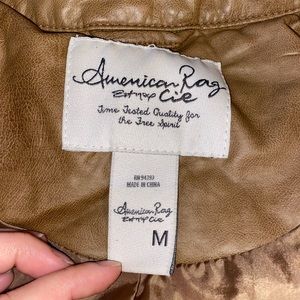 American Rag
Est 1984 Cie
Time Tested Quality for
the Free Spirit
RN 94293
MADE IN CHINA
American Rag
Cie
M